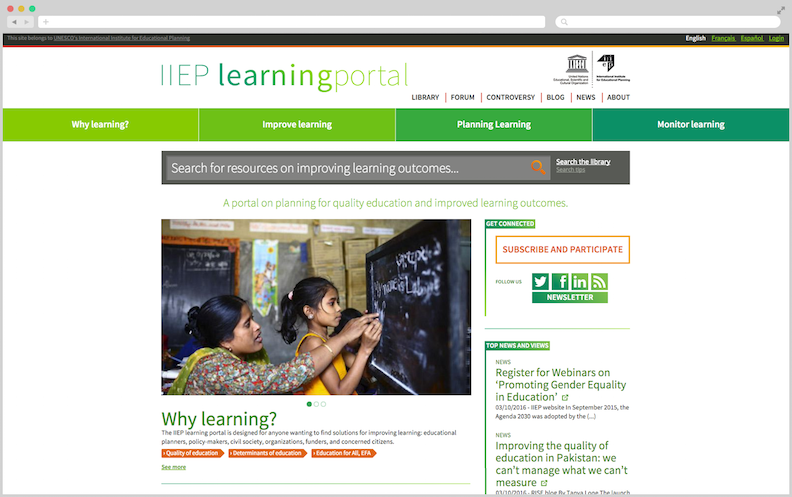 This site belongs to UNESCO's International Institute for Educational Planning
English Français Español Login
IIEP learningportal
United Nations
Educational, Scientific and
Cultural Organization
International Institute
for Educational Planning
LIBRARY FORUM CONTROVERSY BLOG NEWS ABOUT
Why learning? Improve learning Planning Learning Monitor learning
Search for resources on improving learning outcomes...
Search the library
Search tips
A portal on planning for quality education and improved learning outcomes.
GET CONNECTED
SUBSCRIBE AND PARTICIPATE
FOLLOW US
NEWSLETTER
Why learning?
The IIEP learning portal is designed for anyone wanting to find solutions for improving learning: educational
planners, policy-makers, civil society, organizations, funders, and concerned citizens.
Quality of education Determinants of education Education for All, EFA
See more
TOP NEWS AND VIEWS
NEWS
Register for Webinars on
‘Promoting Gender Equality
in Education’
03/10/2016 - IIEP website In September 2015, the
Agenda 2030 was adopted by the (...)
NEWS
Improving the quality of
education in Pakistan: we
can’t manage what we can’t
measure
03/10/2016 - RISE blog By Tanya Lone The launch